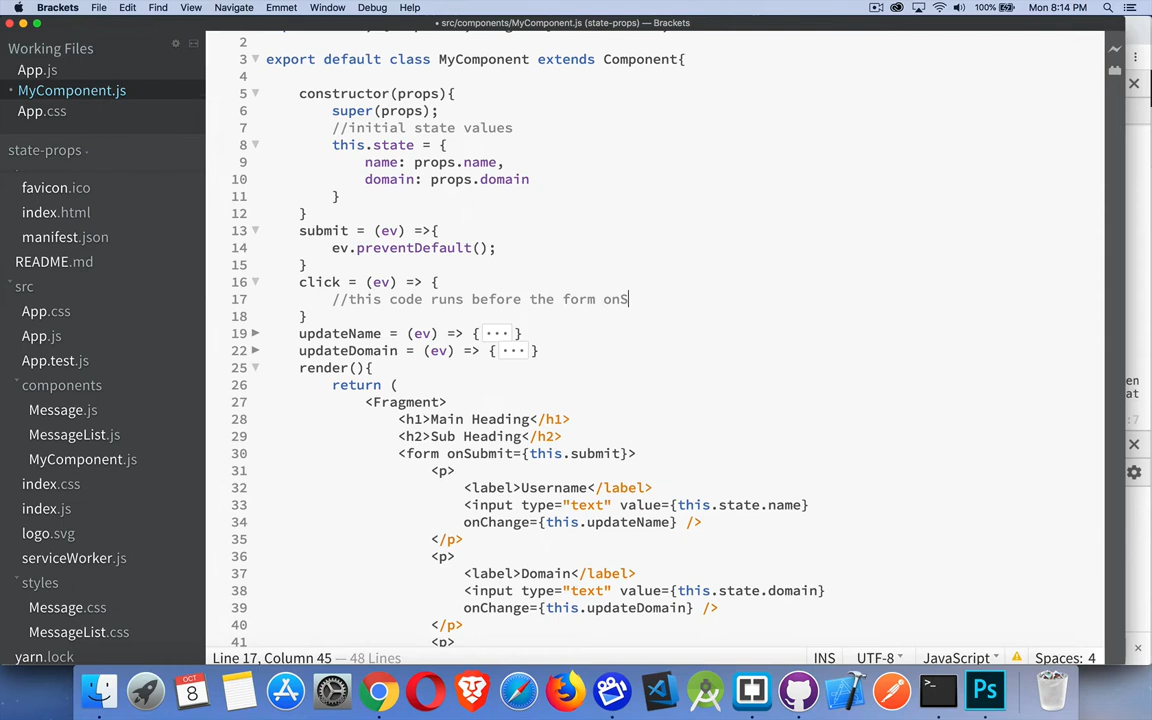 Brackets File Edit Find View Navigate Emmet Window Debug Help 100% Mon 8:14 PM
• src/components/MyComponent.js (state-props) — Brackets
Working Files
App.js
• MyComponent.js
App.css
state-props
favicon.ico
index.html
manifest.json
README.md
src
App.css
App.js
App.test.js
components
Message.js
MessageList.js
MyComponent.js
index.css
index.js
logo.svg
serviceWorker.js
styles
Message.css
MessageList.css
yarn.lock
2
3 export default class MyComponent extends Component{
4
5 constructor(props){
6 super(props);
7 //initial state values
8 this.state = {
9 name: props.name,
10 domain: props.domain
11 }
12 }
13 submit = (ev) =>{
14 ev.preventDefault();
15 }
16 click = (ev) => {
17 //this code runs before the form onS
18 }
19 updateName = (ev) => {...}
22 updateDomain = (ev) => {...}
25 render(){
26 return (
27 <Fragment>
28 <h1>Main Heading</h1>
29 <h2>Sub Heading</h2>
30 <form onSubmit={this.submit}>
31 <p>
32 <label>Username</label>
33 <input type="text" value={this.state.name}
34 onChange={this.updateName} />
35 </p>
36 <p>
37 <label>Domain</label>
38 <input type="text" value={this.state.domain}
39 onChange={this.updateDomain} />
40 </p>
41 <p>
en
at
:7
Line 17, Column 45 — 48 Lines INS UTF-8 JavaScript Spaces: 4
OCT
8
Ps